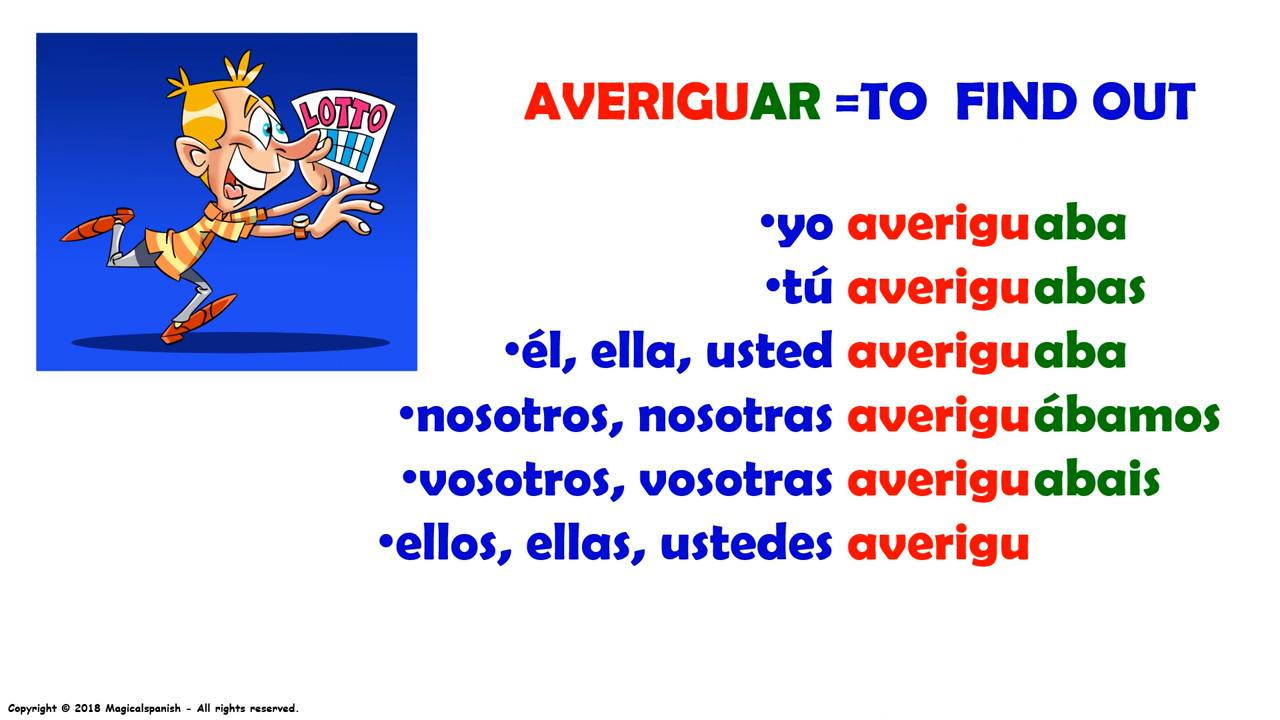 LOTTO
AVERIGUAR =TO FIND OUT
•yo averiguaba
•tú averiguabas
•él, ella, usted averiguaba
•nosotros, nosotras averiguábamos
•vosotros, vosotras averiguabais
•ellos, ellas, ustedes averigu
Copyright © 2018 Magicalspanish - All rights reserved.